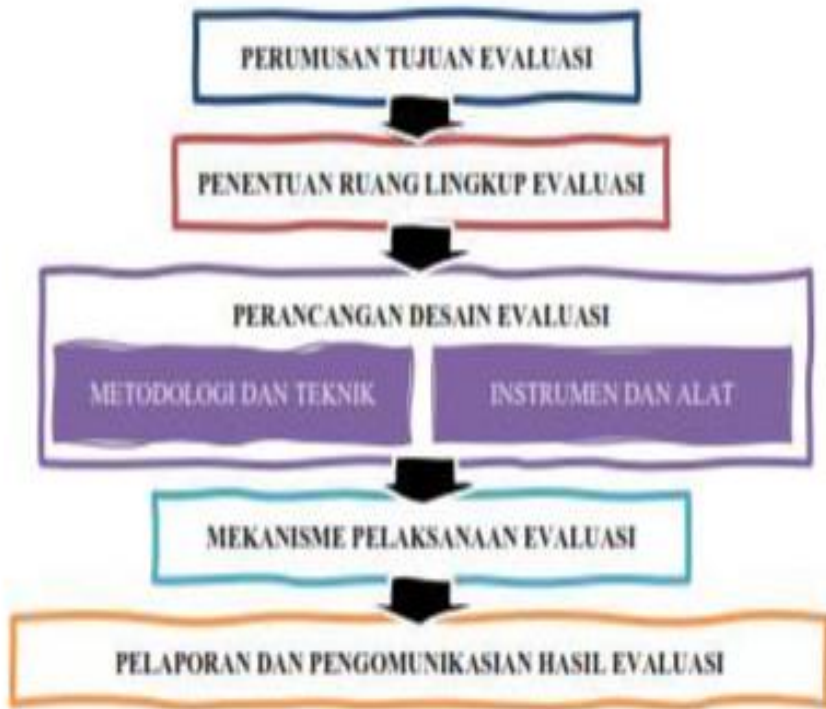 PERUMUSAN TUJUAN EVALUASI
PENENTUAN RUANG LINGKUP EVALUASI
PERANCANGAN DESAIN EVALUASI
METODOLOGI DAN TEKNIK
INSTRUMEN DAN ALAT
MEKANISME PELAKSANAAN EVALUASI
PELAPORAN DAN PENGOMUNIKASIAN HASIL EVALUASI